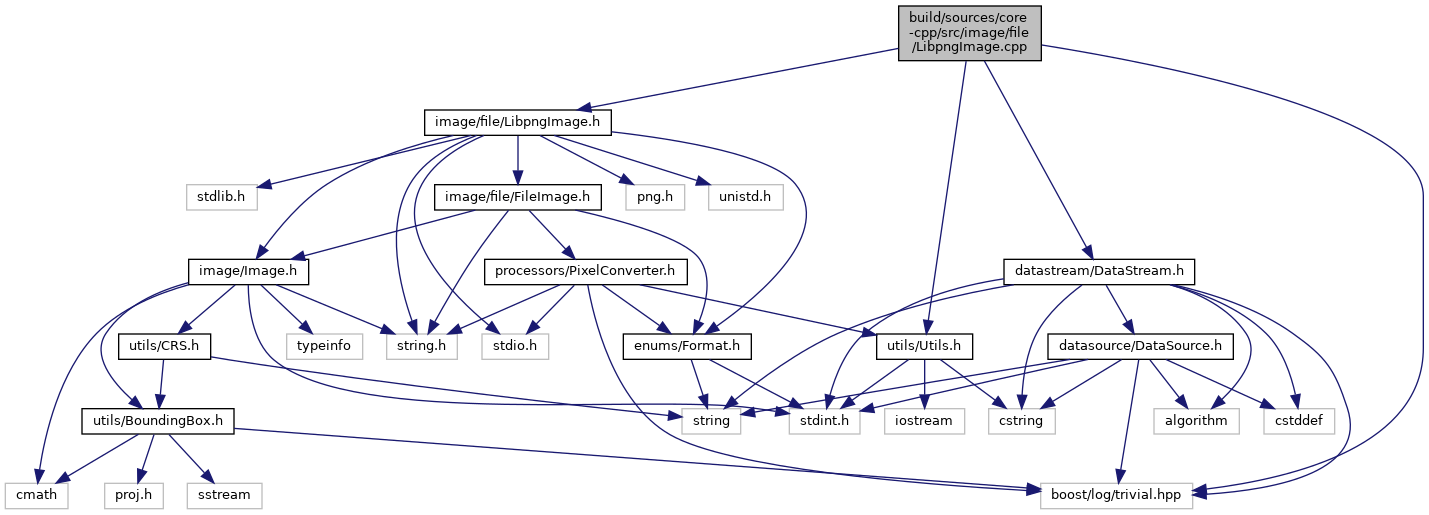 build/sources/core
-cpp/src/image/file
/LibpngImage.cpp
image/file/LibpngImage.h
stdlib.h
image/file/FileImage.h
png.h
unistd.h
image/Image.h
processors/PixelConverter.h
datastream/DataStream.h
utils/CRS.h
typeinfo
string.h
stdio.h
enums/Format.h
utils/Utils.h
datasource/DataSource.h
utils/BoundingBox.h
string
stdint.h
iostream
cstring
algorithm
cstddef
cmath
proj.h
sstream
boost/log/trivial.hpp